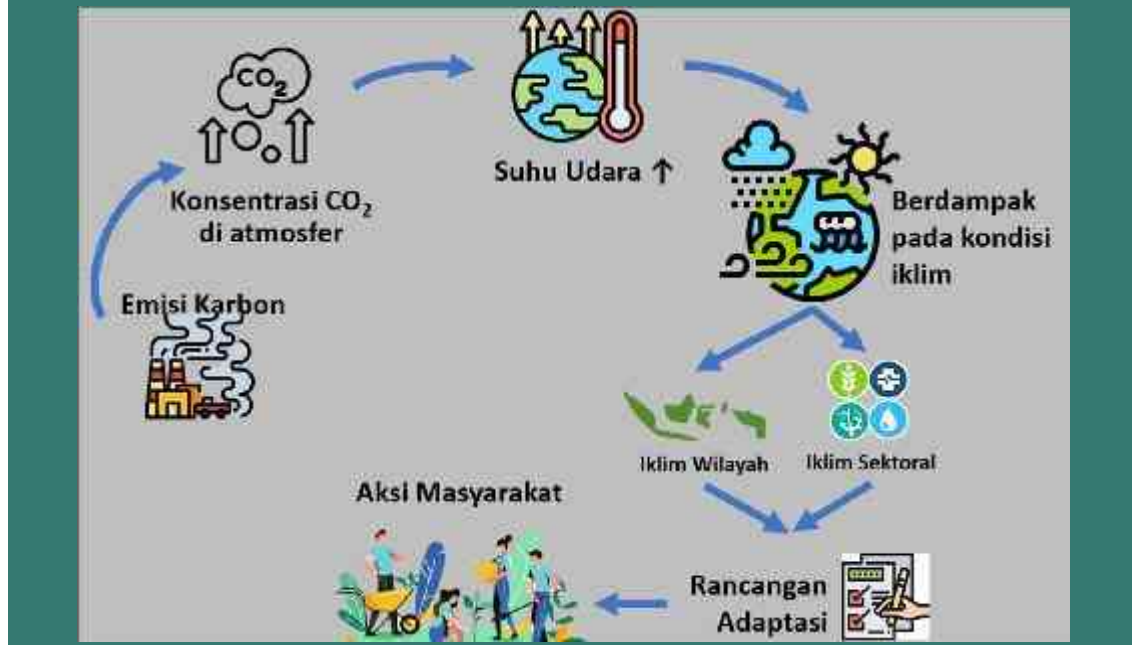 CO₂
Konsentrasi CO₂
di atmosfer
Suhu Udara ↑
Berdampak
pada kondisi
iklim
Emisi Karbon
Iklim Wilayah
Iklim Sektoral
Aksi Masyarakat
Rancangan
Adaptasi